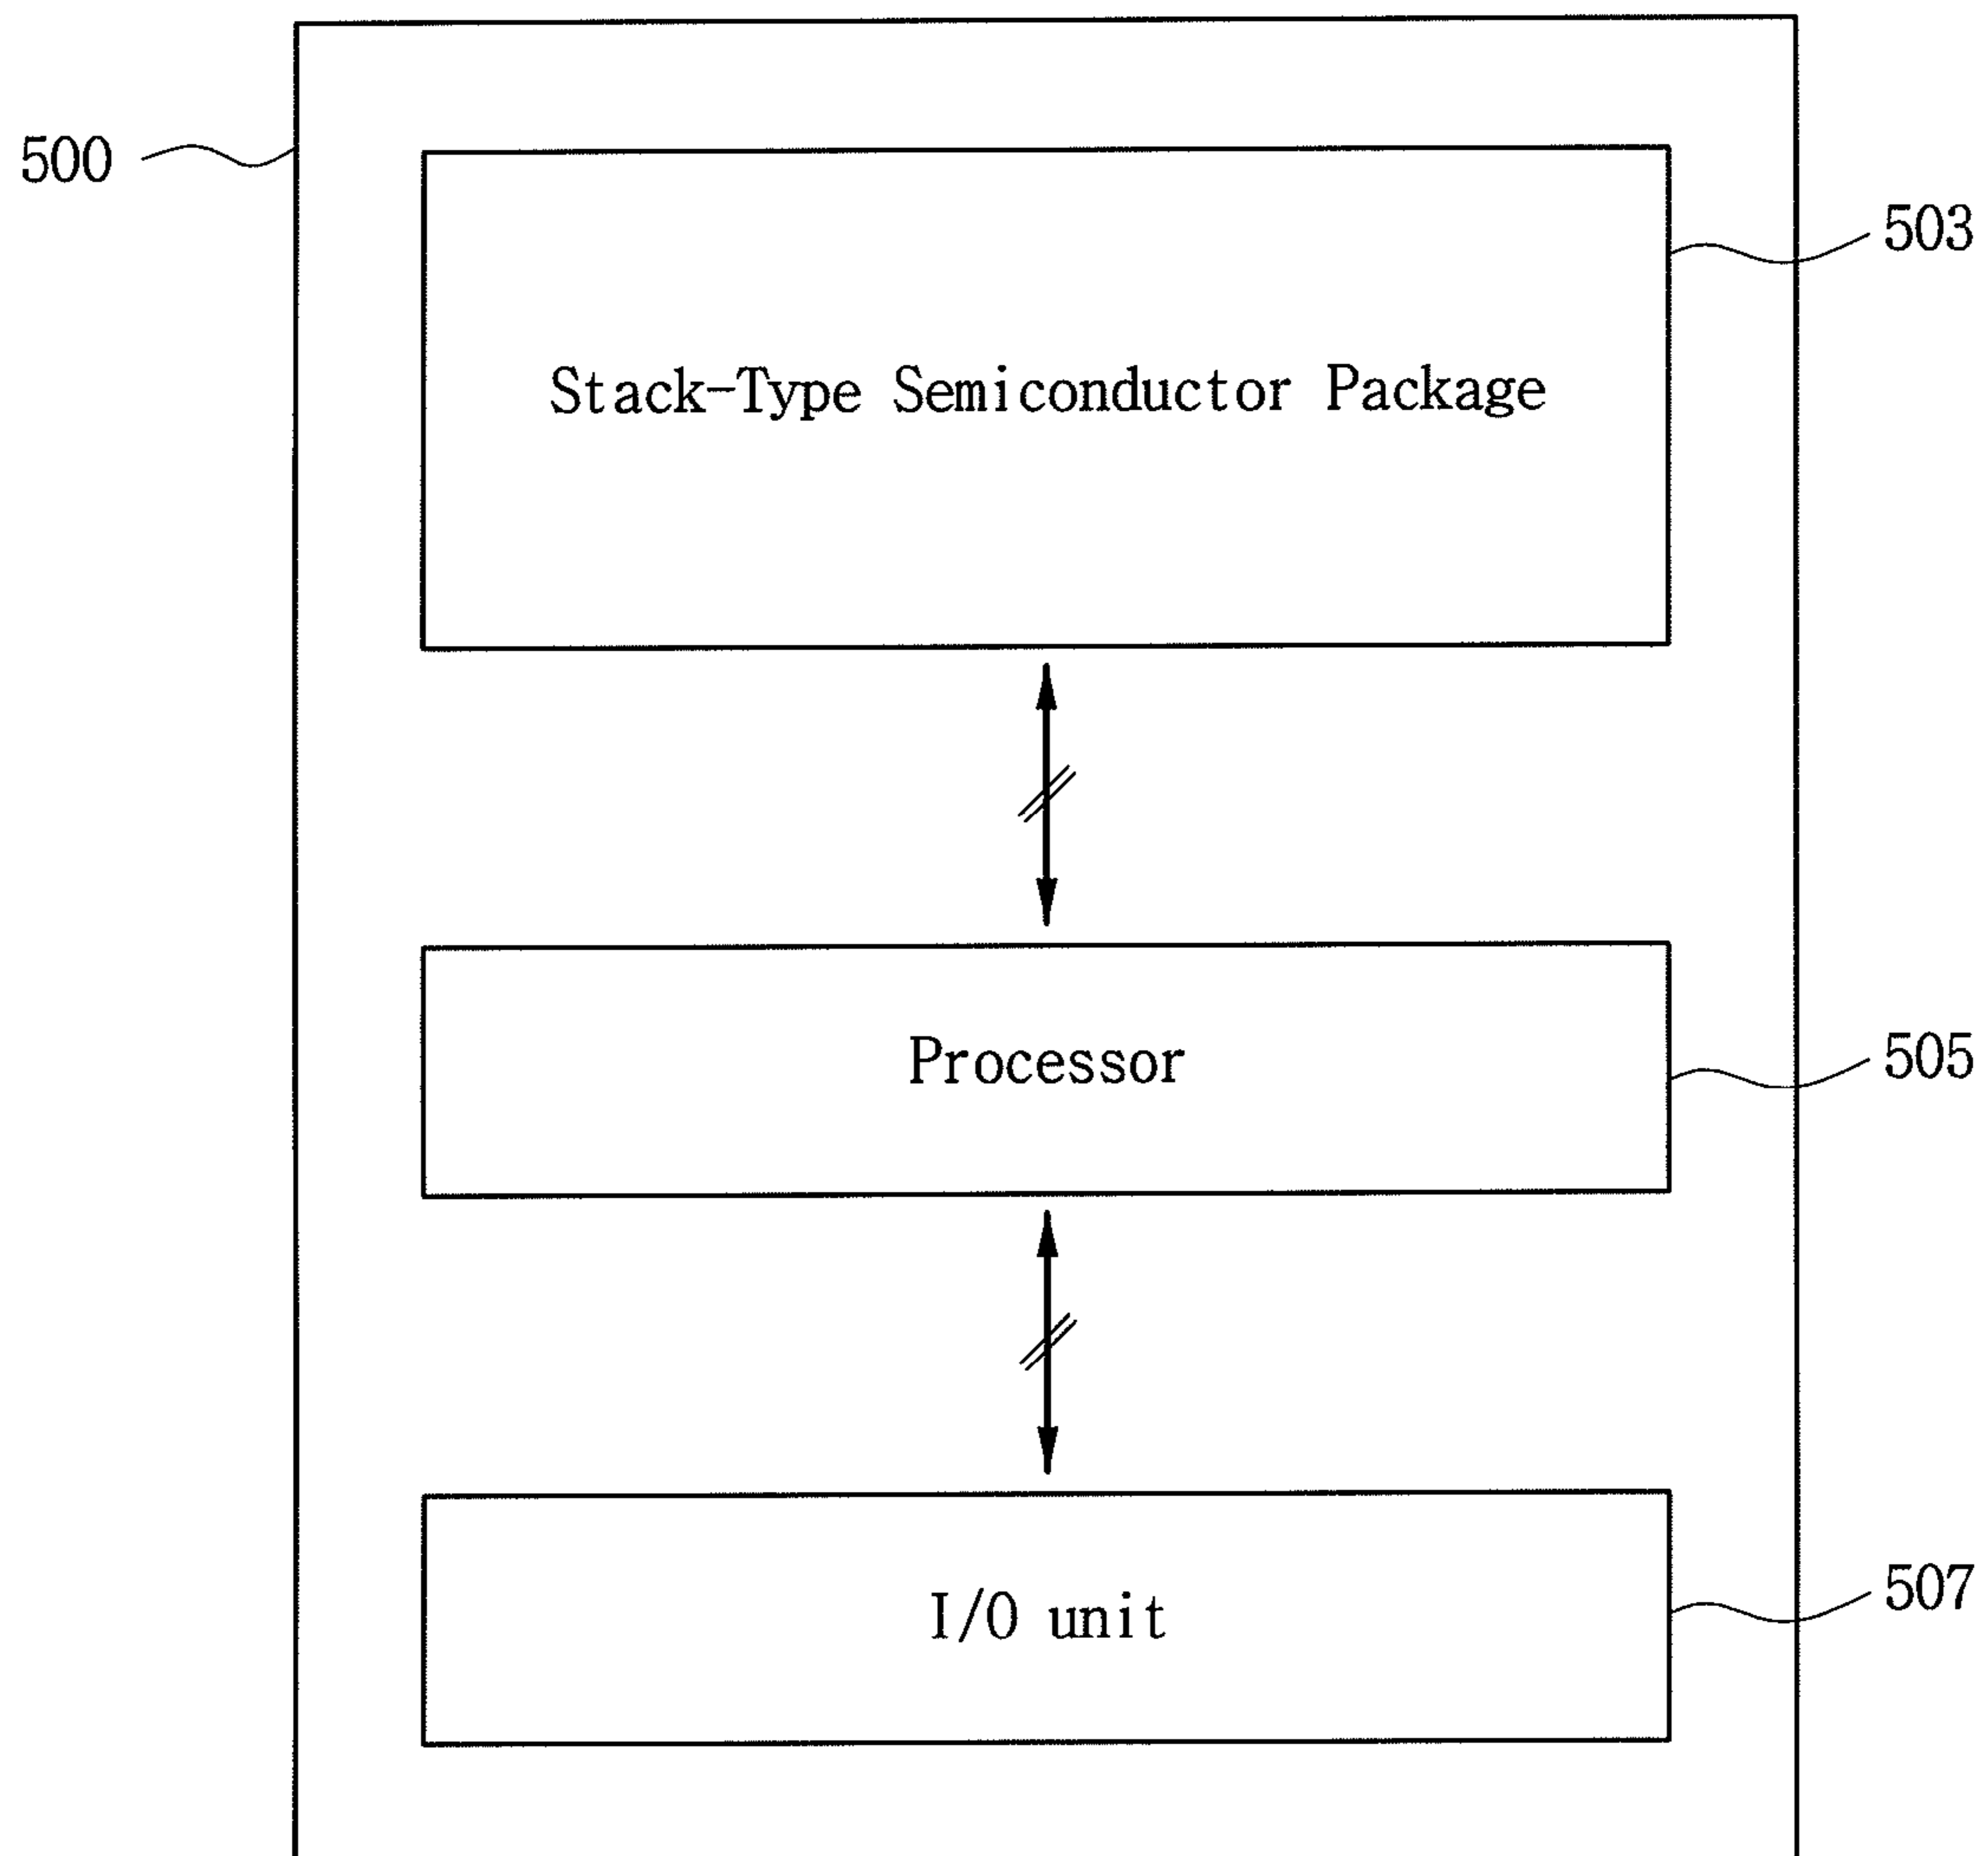 500
503
Stack-Type Semiconductor Package
Processor
505
I/O unit
507